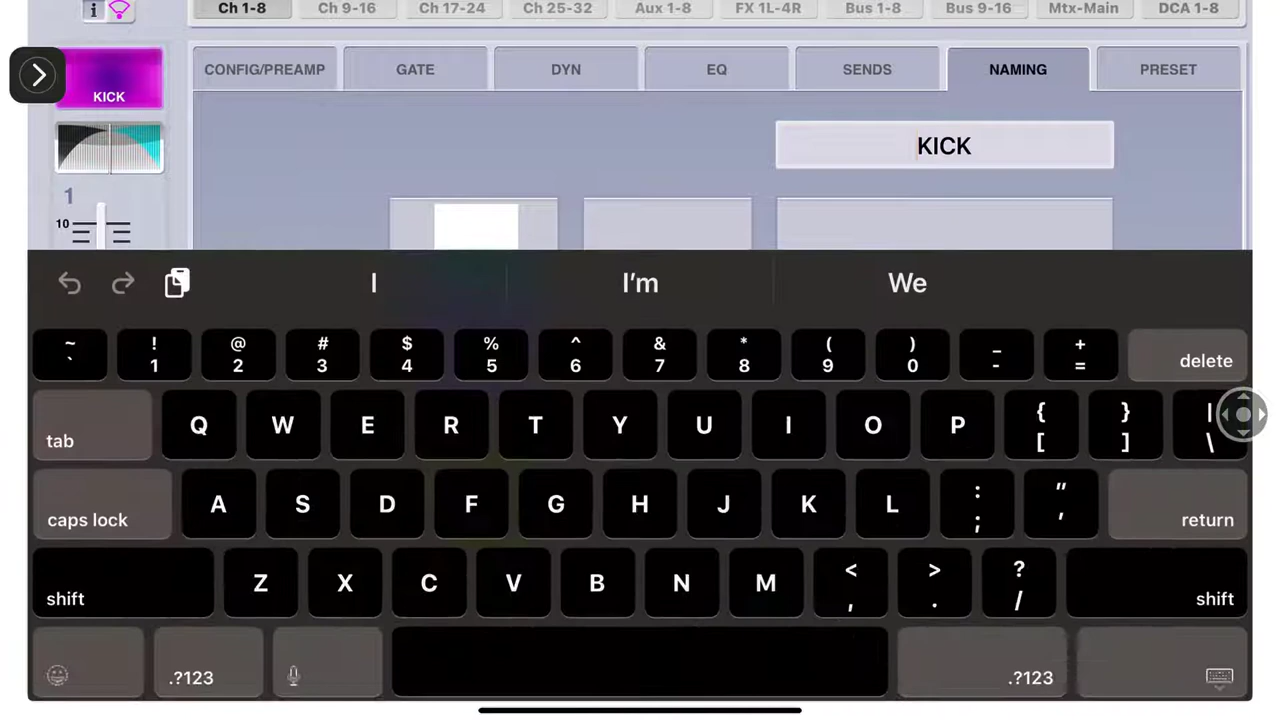 i Ch 1-8 Ch 9-16 Ch 17-24 Ch 25-32 Aux 1-8 FX 1L-4R Bus 1-8 Bus 9-16 Mtx-Main DCA 1-8
KICK
CONFIG/PREAMP GATE DYN EQ SENDS NAMING PRESET
KICK
1
10
I I'm We
~ ! @ # $ % ^ & * ( ) _ +
` 1 2 3 4 5 6 7 8 9 0 - = delete
tab Q W E R T Y U I O P { [ } ] | \
caps lock A S D F G H J K L : ; " ' return
shift Z X C V B N M < , > . ? / shift
.?123 .?123